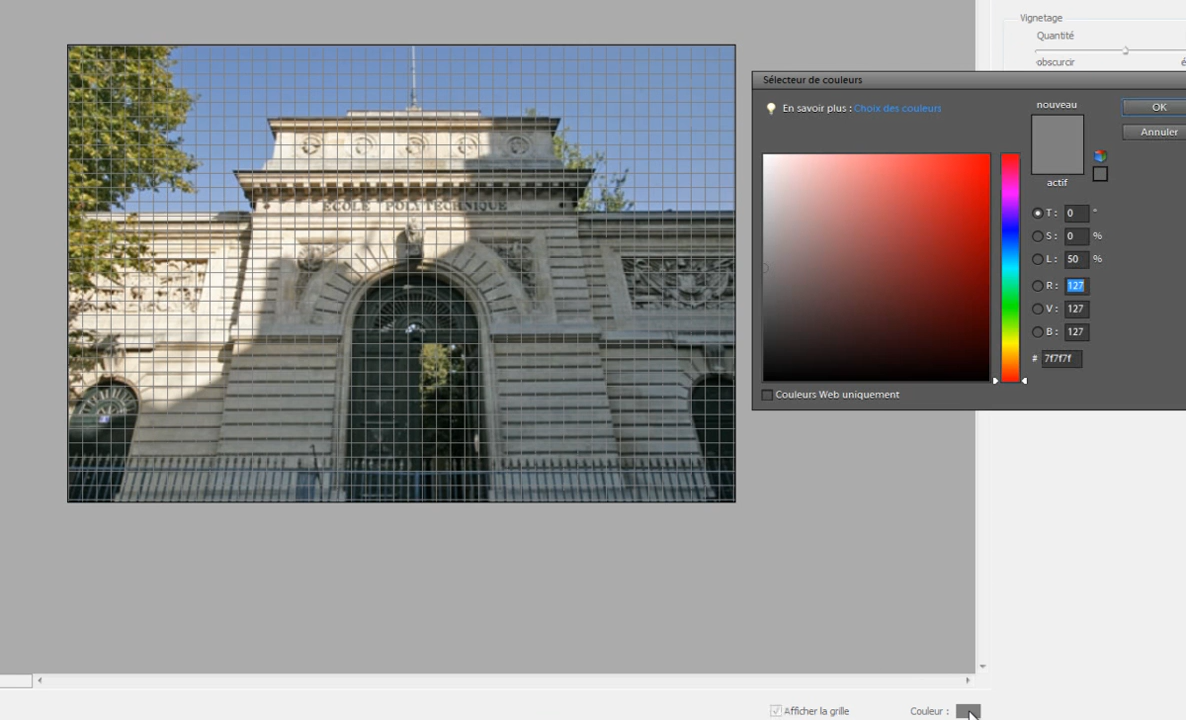 Vignetage
Quantité
obscurcir
Sélecteur de couleurs
En savoir plus : Choix des couleurs
nouveau
OK
Annuler
actif
T : 0 °
S : 0 %
L : 50 %
R : 127
V : 127
B : 127
# 7f7f7f
Couleurs Web uniquement
ECOLE POLYTECHNIQUE
Afficher la grille
Couleur :